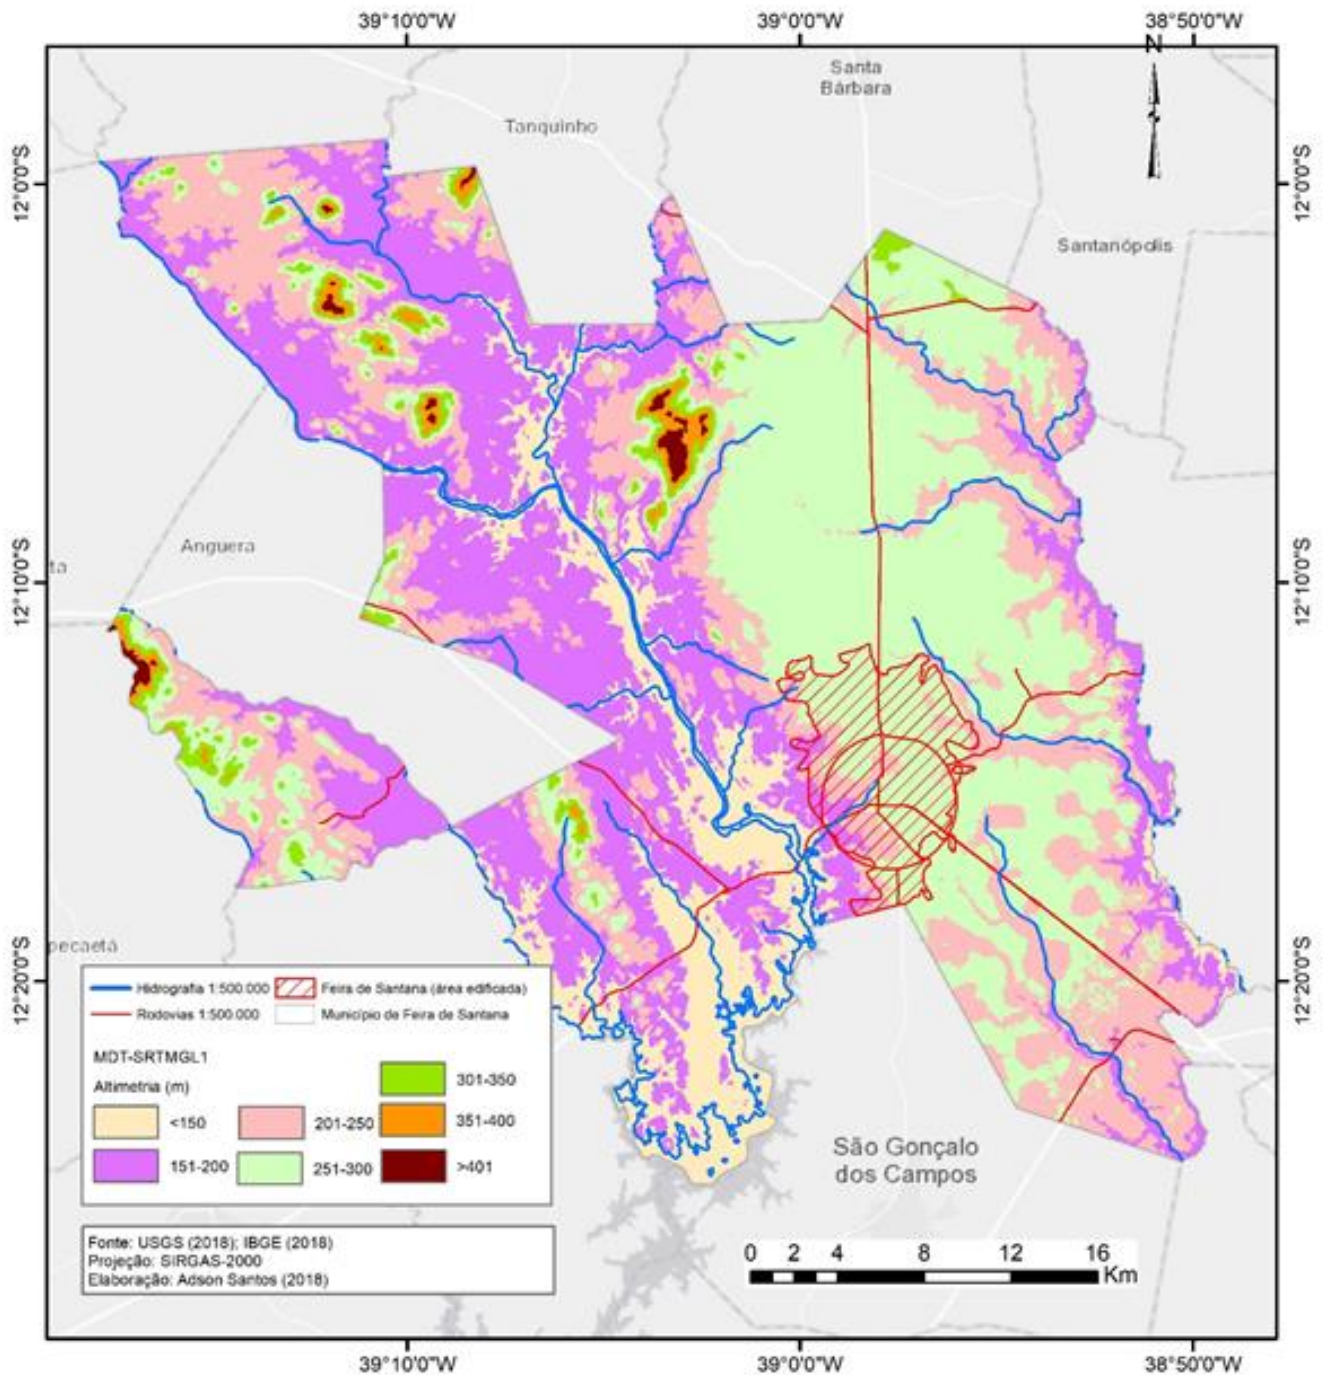 39°10'0"W
39°0'0"W
38°50'0"W
N
Santa
Bárbara
Tanquinho
12°0'0"S
12°0'0"S
Santanópolis
Anguera
ta
12°10'0"S
12°10'0"S
pecaetá
12°20'0"S
12°20'0"S
Hidrografia 1:500.000
Feira de Santana (área edificada)
Rodovias 1:500.000
Município de Feira de Santana
MDT-SRTMGL1
Altimetria (m)
301-350
<150
201-250
351-400
151-200
251-300
>401
São Gonçalo
dos Campos
Fonte: USGS (2018); IBGE (2018)
Projeção: SIRGAS-2000
Elaboração: Adson Santos (2018)
0 2 4 8 12 16
Km
39°10'0"W
39°0'0"W
38°50'0"W